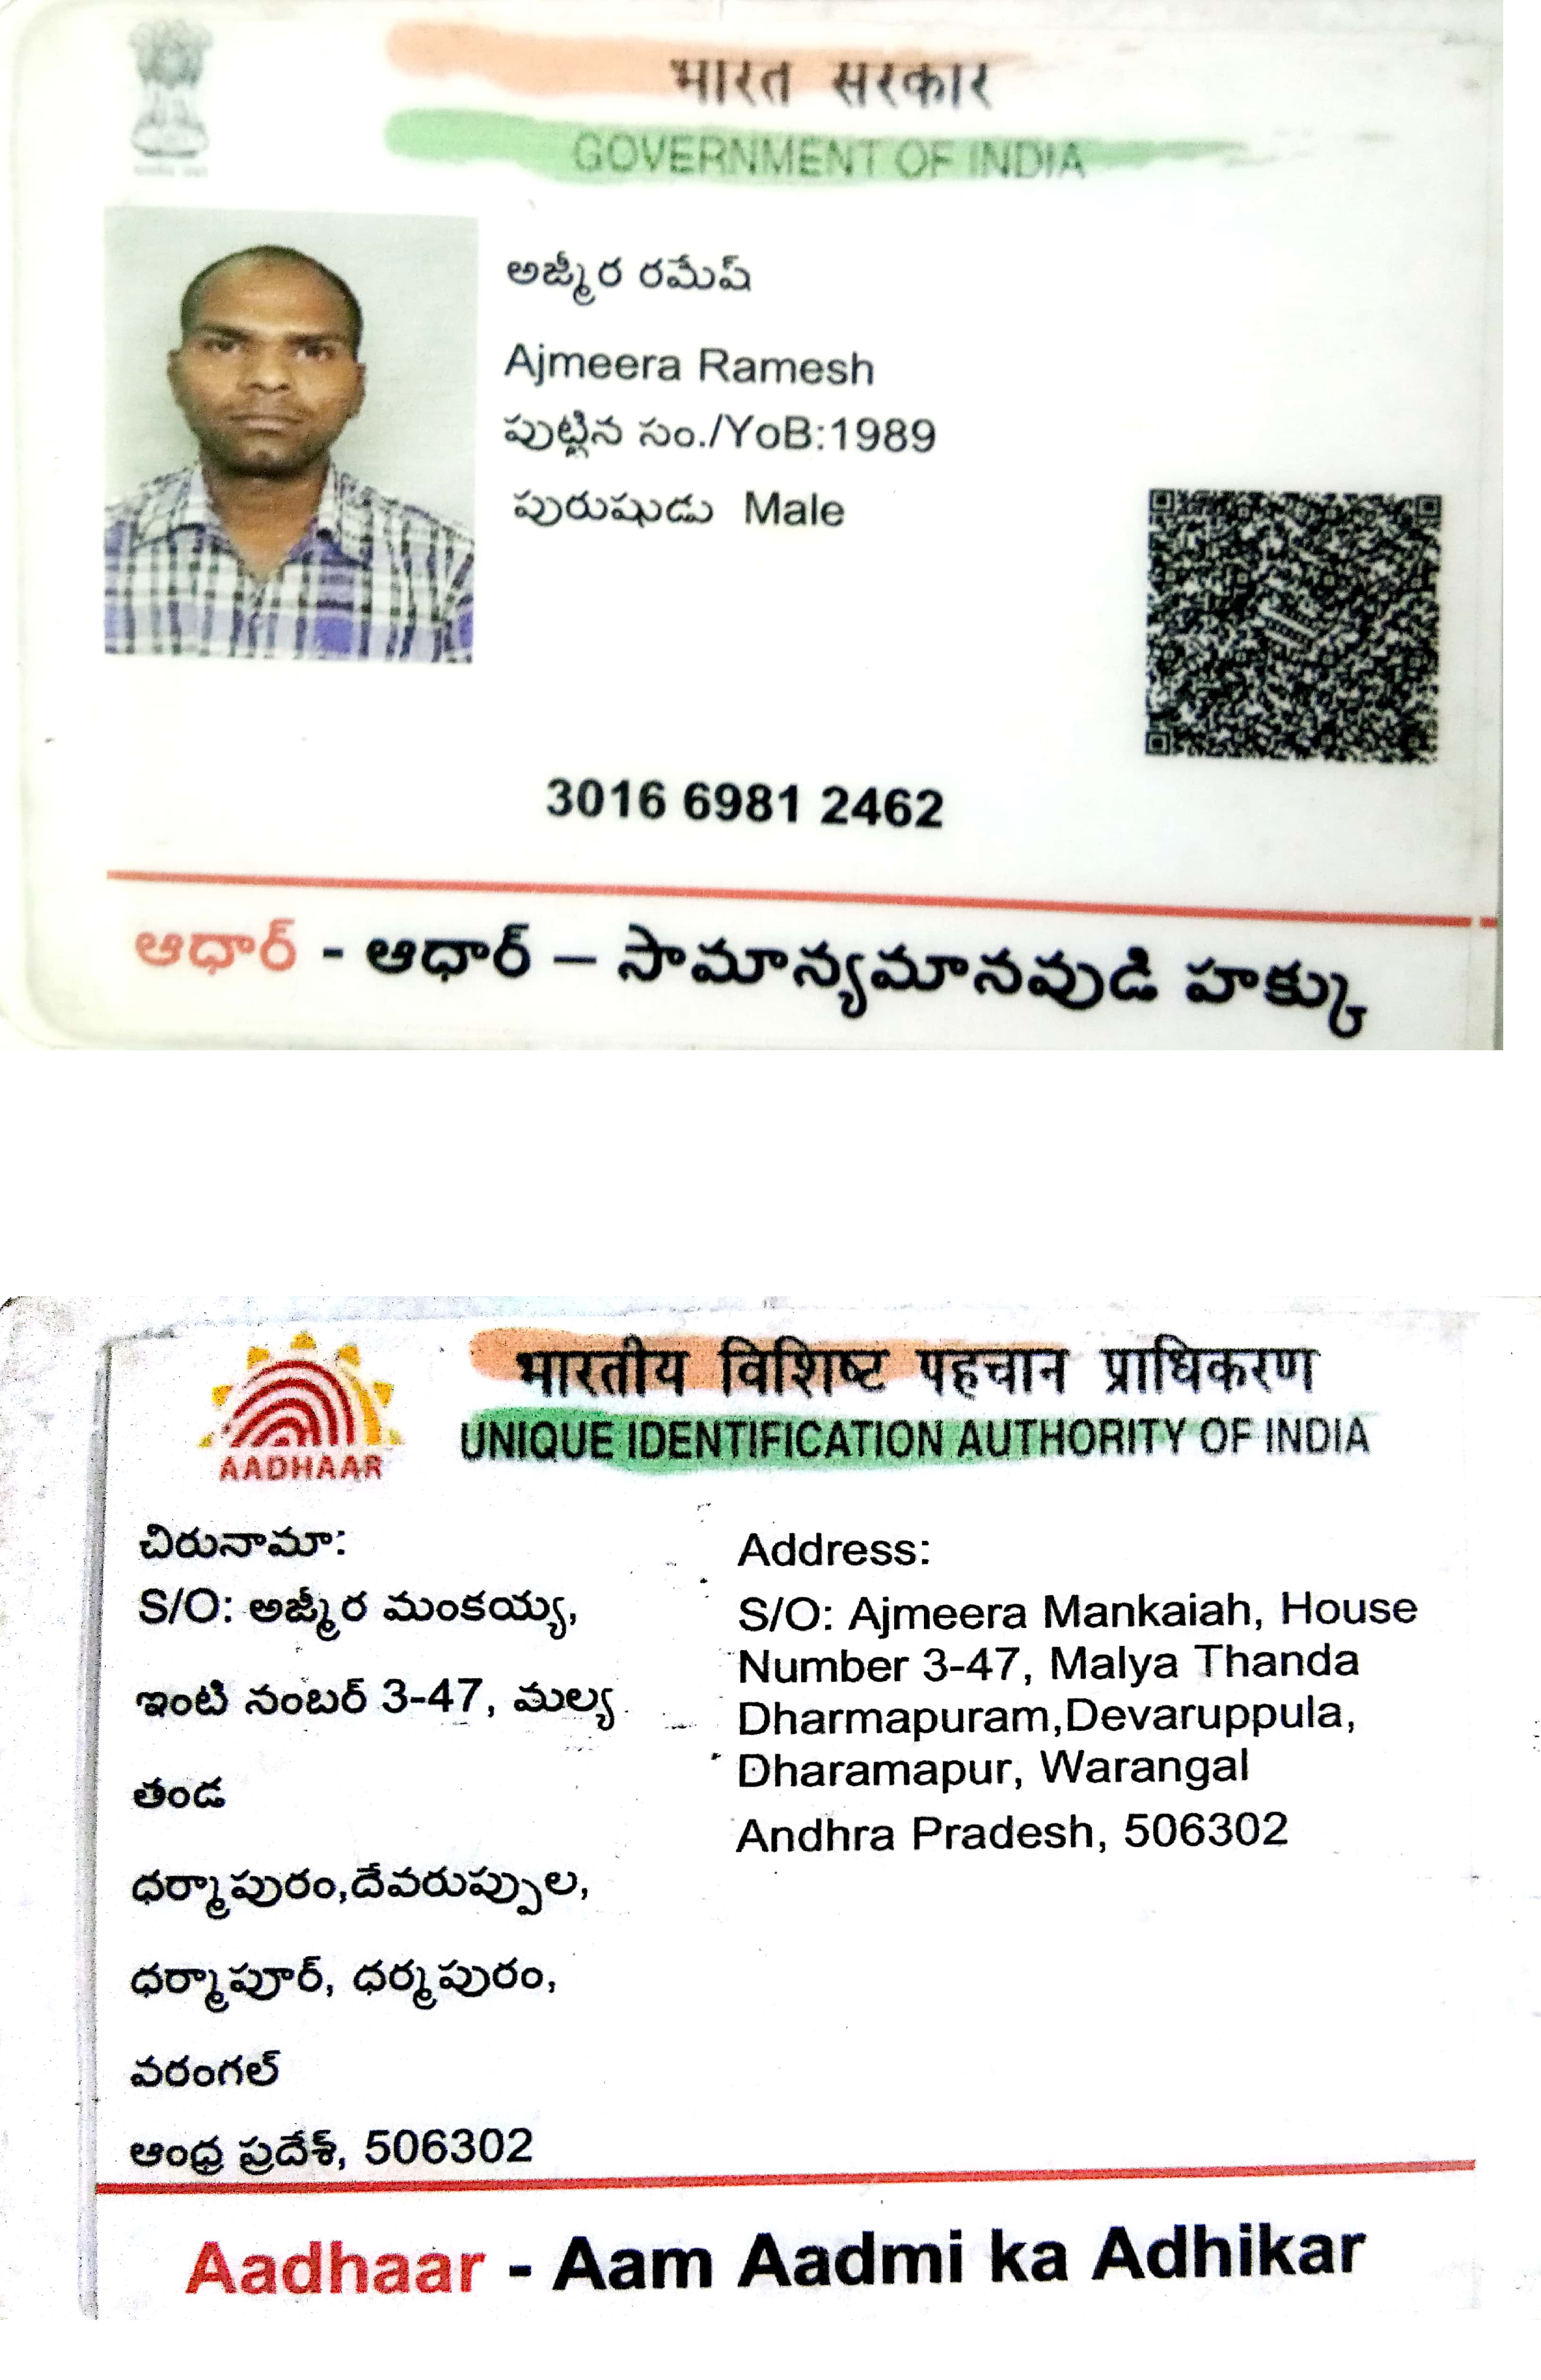 भारत सरकार
GOVERNMENT OF INDIA
అజ్మీర రమేష్
Ajmeera Ramesh
పుట్టిన సం./YoB:1989
పురుషుడు Male
3016 6981 2462
ఆధార్ - ఆధార్ – సామాన్యమానవుడి హక్కు
भारतीय विशिष्ट पहचान प्राधिकरण
UNIQUE IDENTIFICATION AUTHORITY OF INDIA
AADHAAR
చిరునామా:
S/O: అజ్మీర మంకయ్య,
ఇంటి నంబర్ 3-47, మల్య
తండ
ధర్మాపురం,దేవరుప్పుల,
ధర్మాపూర్, ధర్మపురం,
వరంగల్
ఆంధ్ర ప్రదేశ్, 506302
Address:
S/O: Ajmeera Mankaiah, House
Number 3-47, Malya Thanda
Dharmapuram,Devaruppula,
Dharamapur, Warangal
Andhra Pradesh, 506302
Aadhaar - Aam Aadmi ka Adhikar